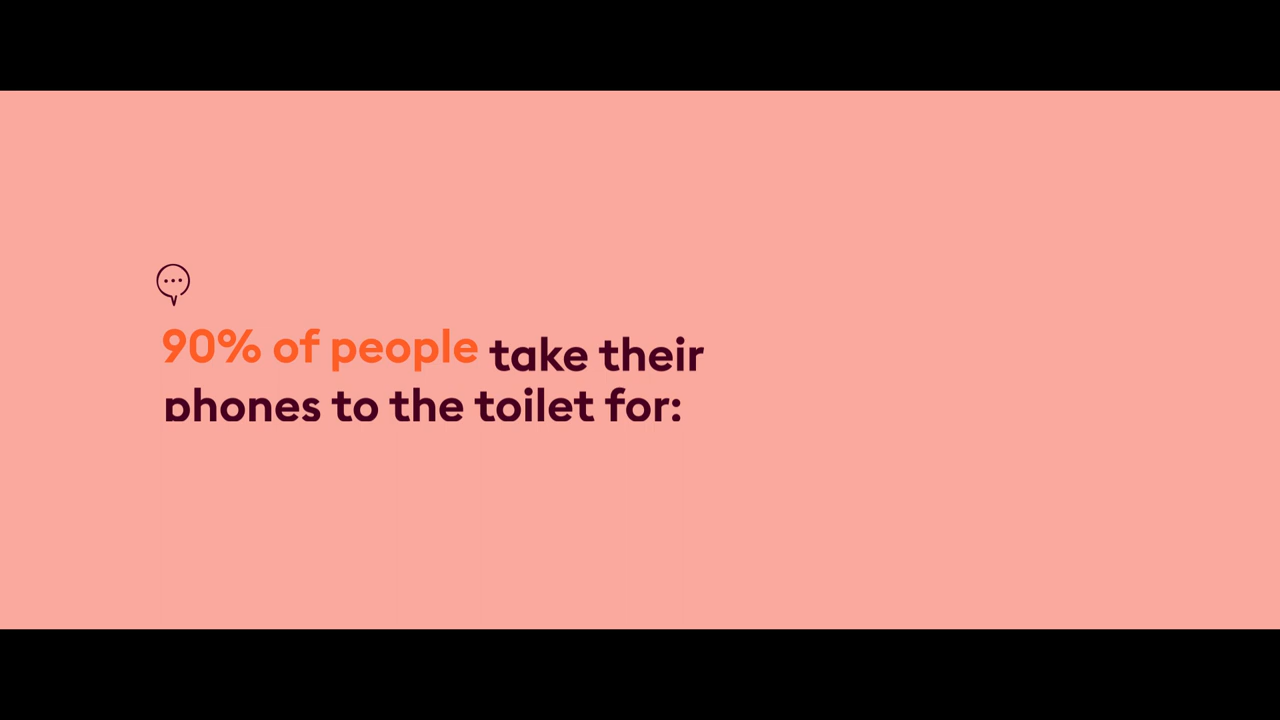 90% of people take their
phones to the toilet for: